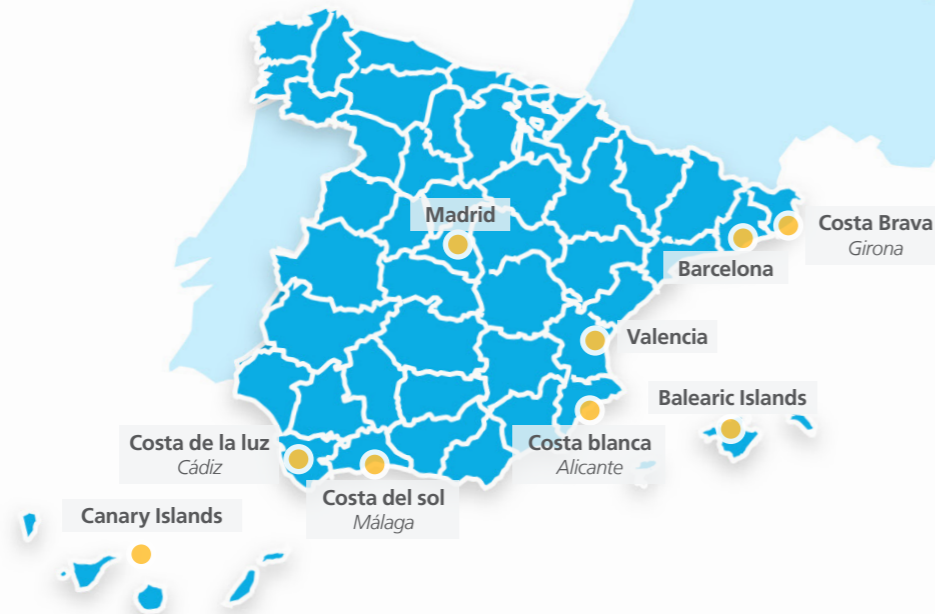 Madrid
Costa Brava
Girona
Barcelona
Valencia
Balearic Islands
Costa de la luz
Cádiz
Costa blanca
Alicante
Costa del sol
Málaga
Canary Islands